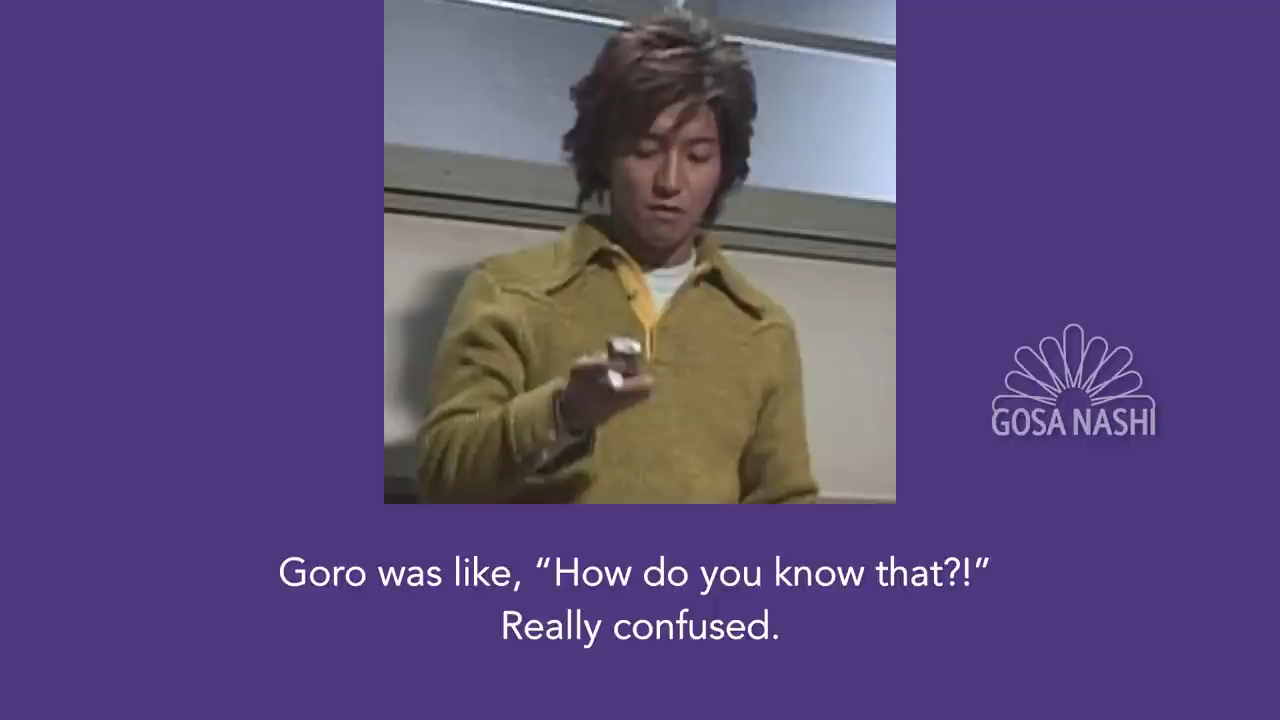 GOSA NASHI
Goro was like, “How do you know that?!”
Really confused.